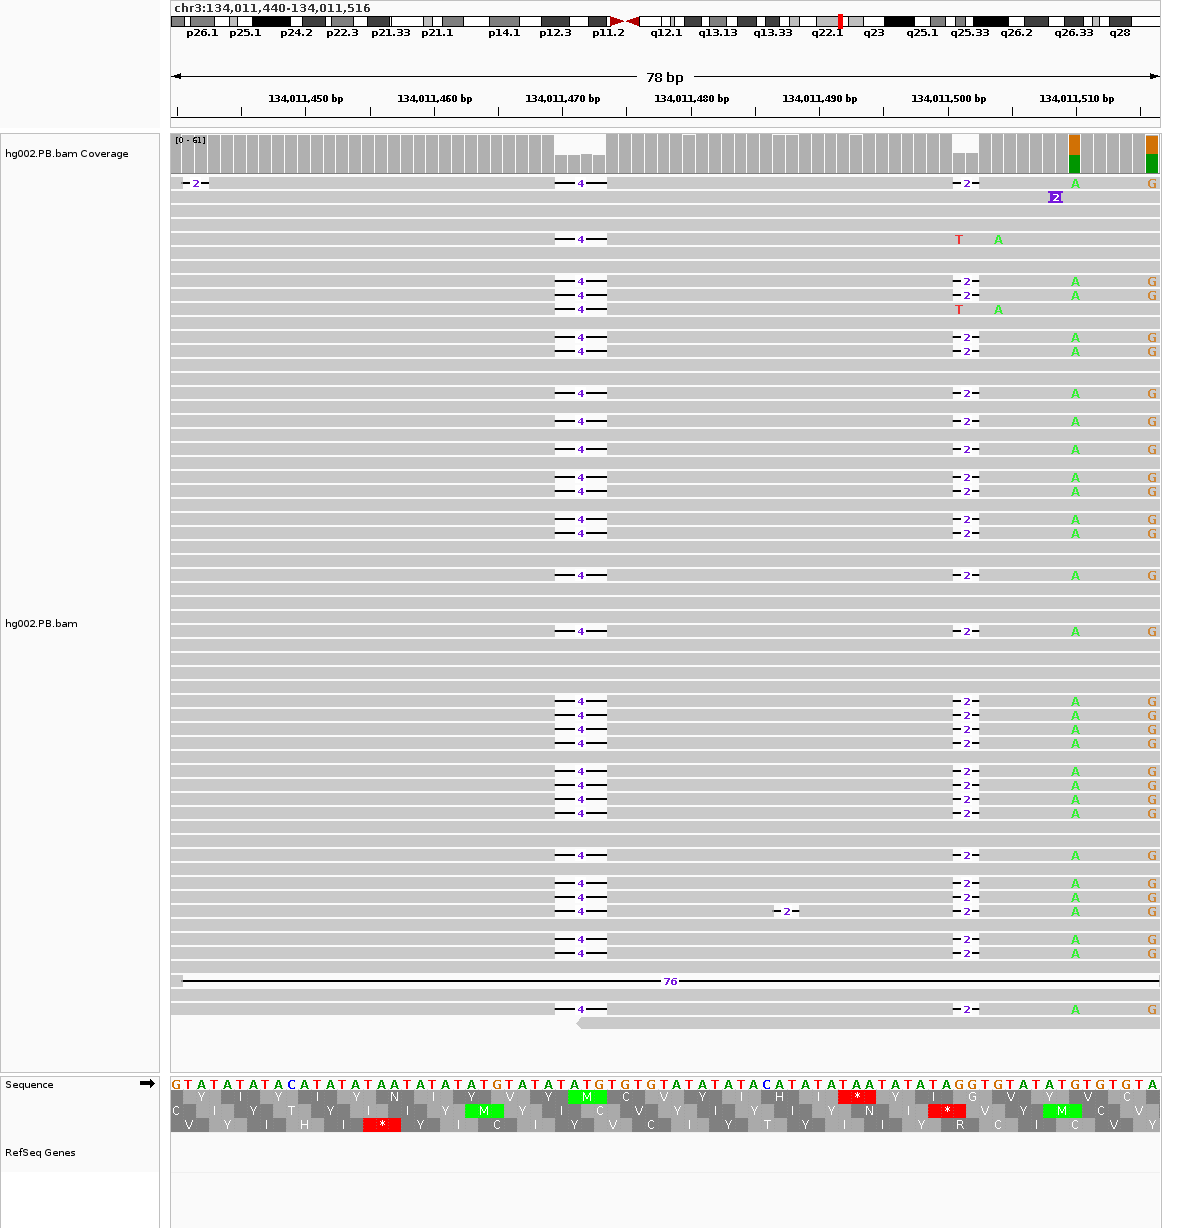 chr3:134,011,440-134,011,516
p26.1 p25.1 p24.2 p22.3 p21.33 p21.1 p14.1 p12.3 p11.2 q12.1 q13.13 q13.33 q22.1 q23 q25.1 q25.33 q26.2 q26.33 q28
78 bp
134,011,450 bp 134,011,460 bp 134,011,470 bp 134,011,480 bp 134,011,490 bp 134,011,500 bp 134,011,510 bp
[0 - 61]
hg002.PB.bam Coverage
2 4 2 A G
2
4 T A
4 2 A G
4 2 A G
4 T A
4 2 A G
4 2 A G
4 2 A G
4 2 A G
4 2 A G
4 2 A G
4 2 A G
4 2 A G
4 2 A G
4 2 A G
hg002.PB.bam
4 2 A G
4 2 A G
4 2 A G
4 2 A G
4 2 A G
4 2 A G
4 2 A G
4 2 A G
4 2 A G
4 2 A G
4 2 A G
4 2 A G
4 2 2 A G
4 2 A G
4 2 A G
76
4 2 A G
Sequence G T A T A T A T A C A T A T A T A A T A T A T A T G T A T A T A T G T G T G T A T A T A T A C A T A T A T A A T A T A T A G G T G T A T A T G T G T G T A
Y I Y I Y N I Y V Y M C V Y I H I * Y I G V Y V C
C I Y T Y I I Y M Y I C V Y I Y I Y N I * V Y M C V
V Y I H I * Y I C I Y V C I Y T Y I I Y R C I C V Y
RefSeq Genes